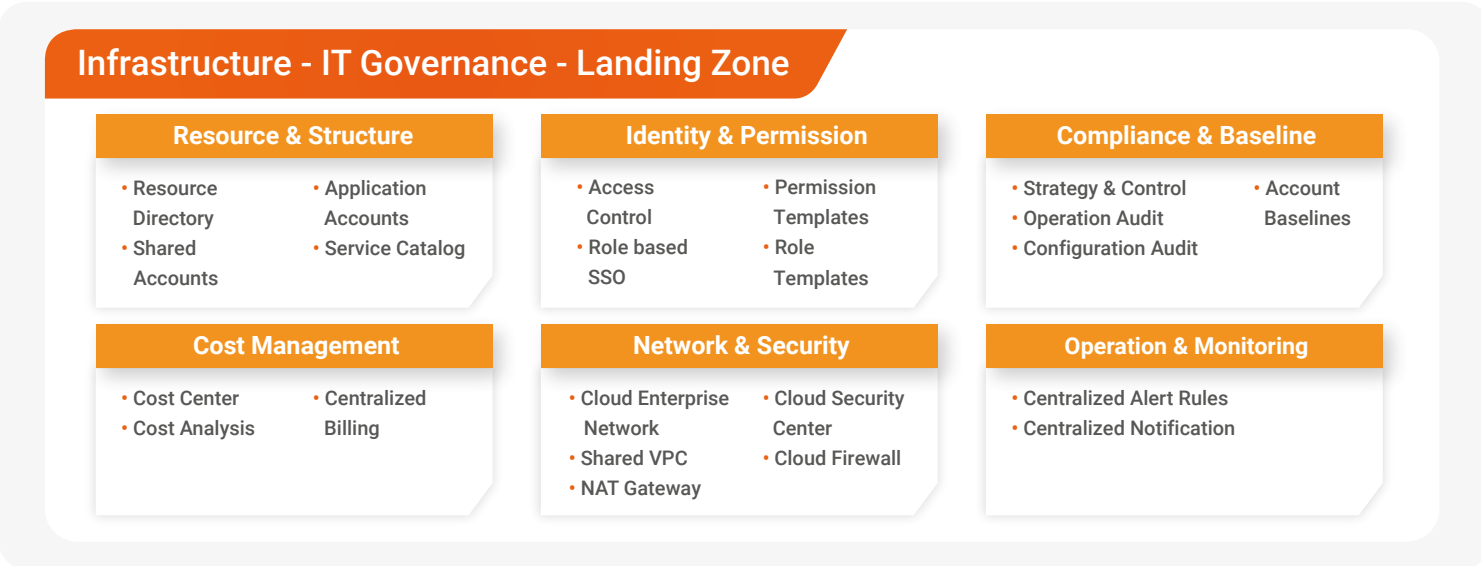 Infrastructure - IT Governance - Landing Zone
Resource & Structure
• Resource
Directory
• Shared
Accounts
• Application
Accounts
• Service Catalog
Identity & Permission
• Access
Control
• Role based
SSO
• Permission
Templates
• Role
Templates
Compliance & Baseline
• Strategy & Control
• Operation Audit
• Configuration Audit
• Account
Baselines
Cost Management
• Cost Center
• Cost Analysis
• Centralized
Billing
Network & Security
• Cloud Enterprise
Network
• Shared VPC
• NAT Gateway
• Cloud Security
Center
• Cloud Firewall
Operation & Monitoring
• Centralized Alert Rules
• Centralized Notification